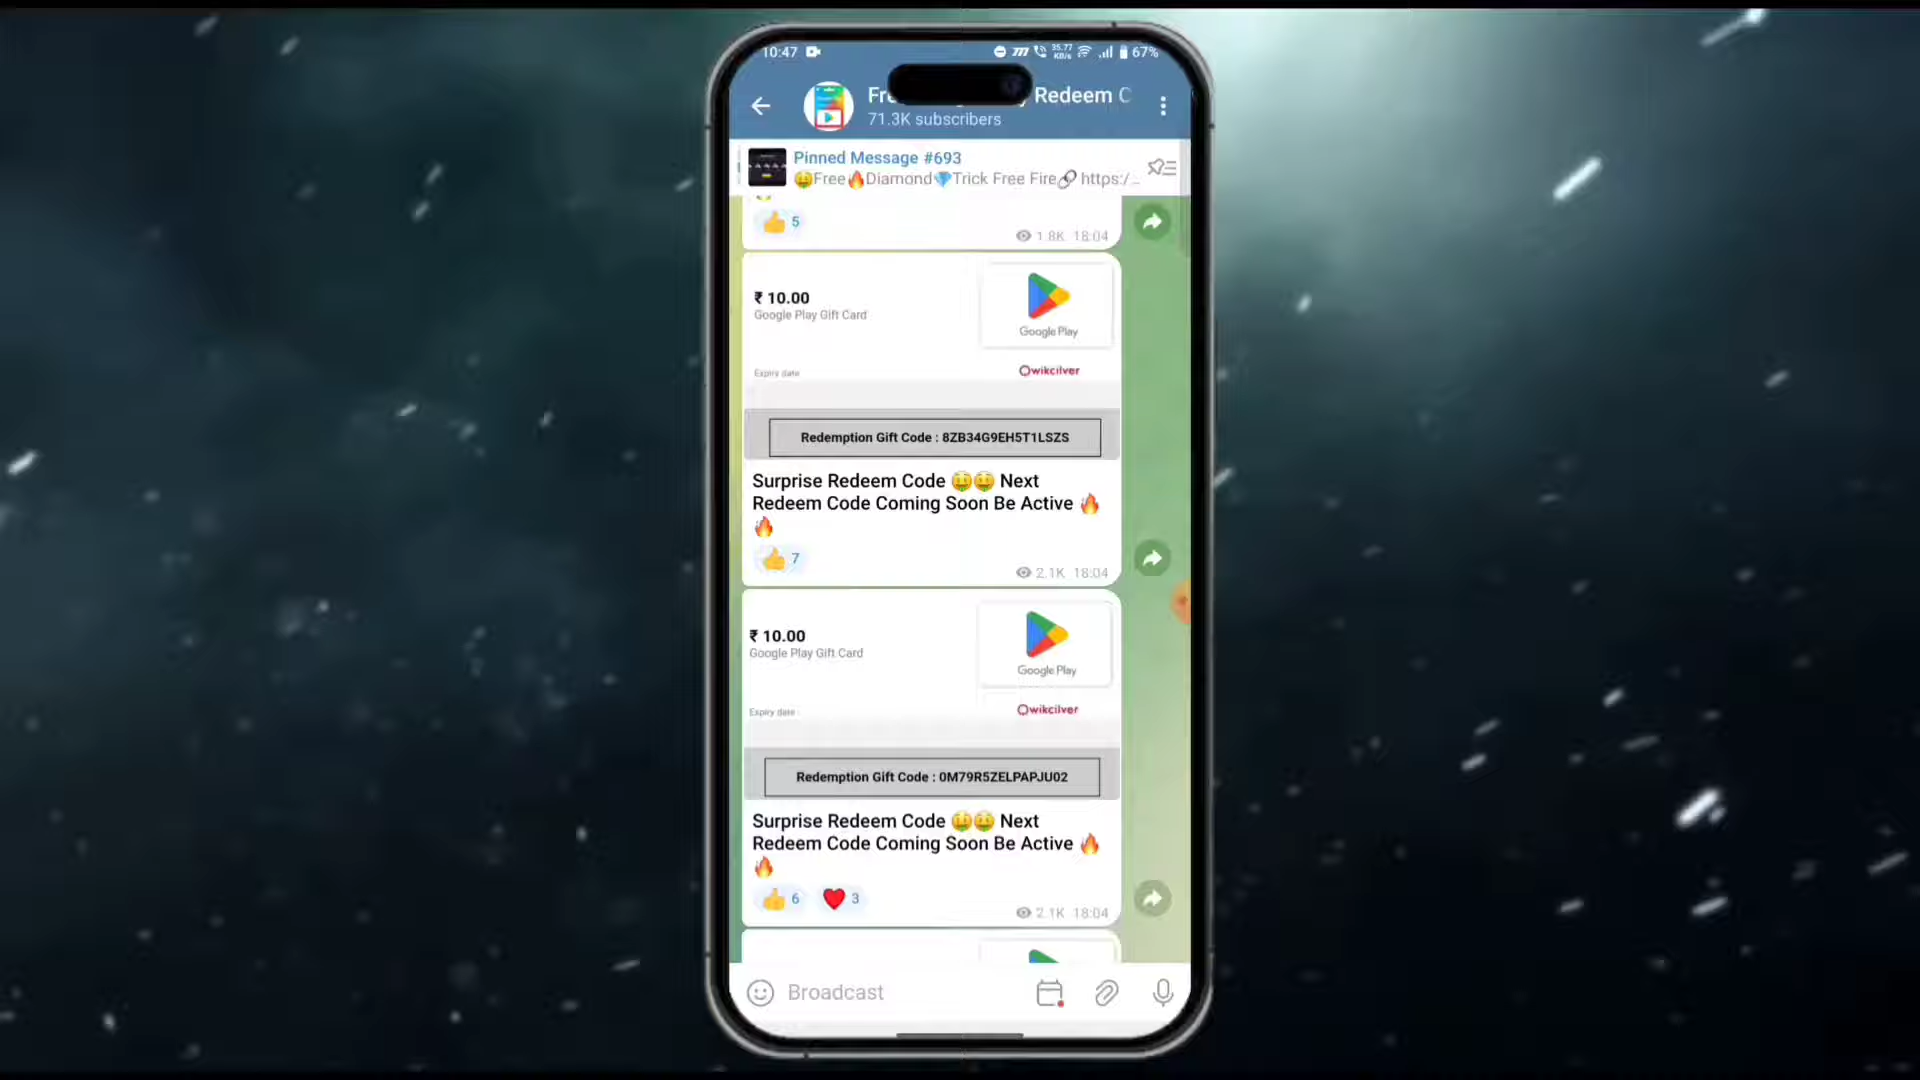 10:47
35.77
KB/s
67%
Fre
Redeem C
71.3K subscribers
Pinned Message #693
🤑Free🔥Diamond💎Trick Free Fire🔗 https:/...
👍 5
1.8K 18:04
₹ 10.00
Google Play Gift Card
Google Play
Expiry date
Qwikcilver
Redemption Gift Code : 8ZB34G9EH5T1LSZS
Surprise Redeem Code 🤑🤑 Next
Redeem Code Coming Soon Be Active 🔥
🔥
👍 7
2.1K 18:04
₹ 10.00
Google Play Gift Card
Google Play
Expiry date
Qwikcilver
Redemption Gift Code : 0M79R5ZELPAPJU02
Surprise Redeem Code 🤑🤑 Next
Redeem Code Coming Soon Be Active 🔥
🔥
👍 6 ❤️ 3
2.1K 18:04
Broadcast